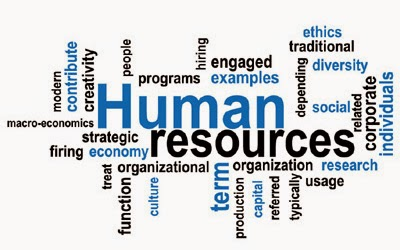 ethics
traditional
hiring
people
engaged
diversity
contribute
creativity
modern
programs
examples
depending
Human
social
related
corporate
individuals
macro-economics
strategic
resources
firing
economy
organizational
organization
research
treat
function
culture
term
production
capital
referred
typically
usage